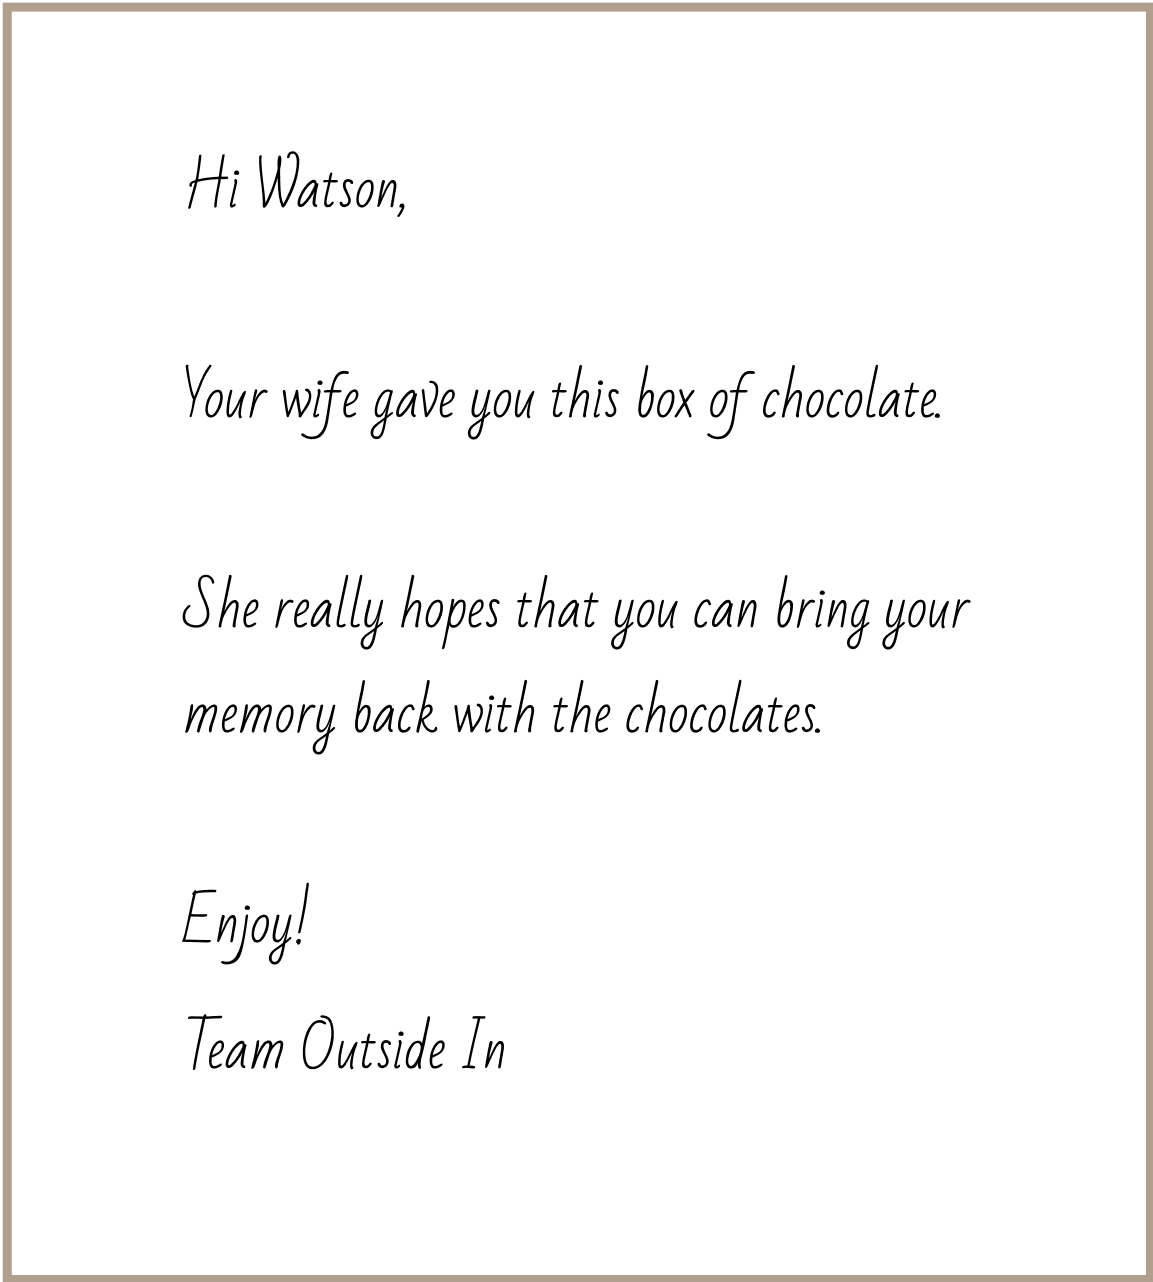 Hi Watson,
Your wife gave you this box of chocolate.
She really hopes that you can bring your
memory back with the chocolates.
Enjoy!
Team Outside In